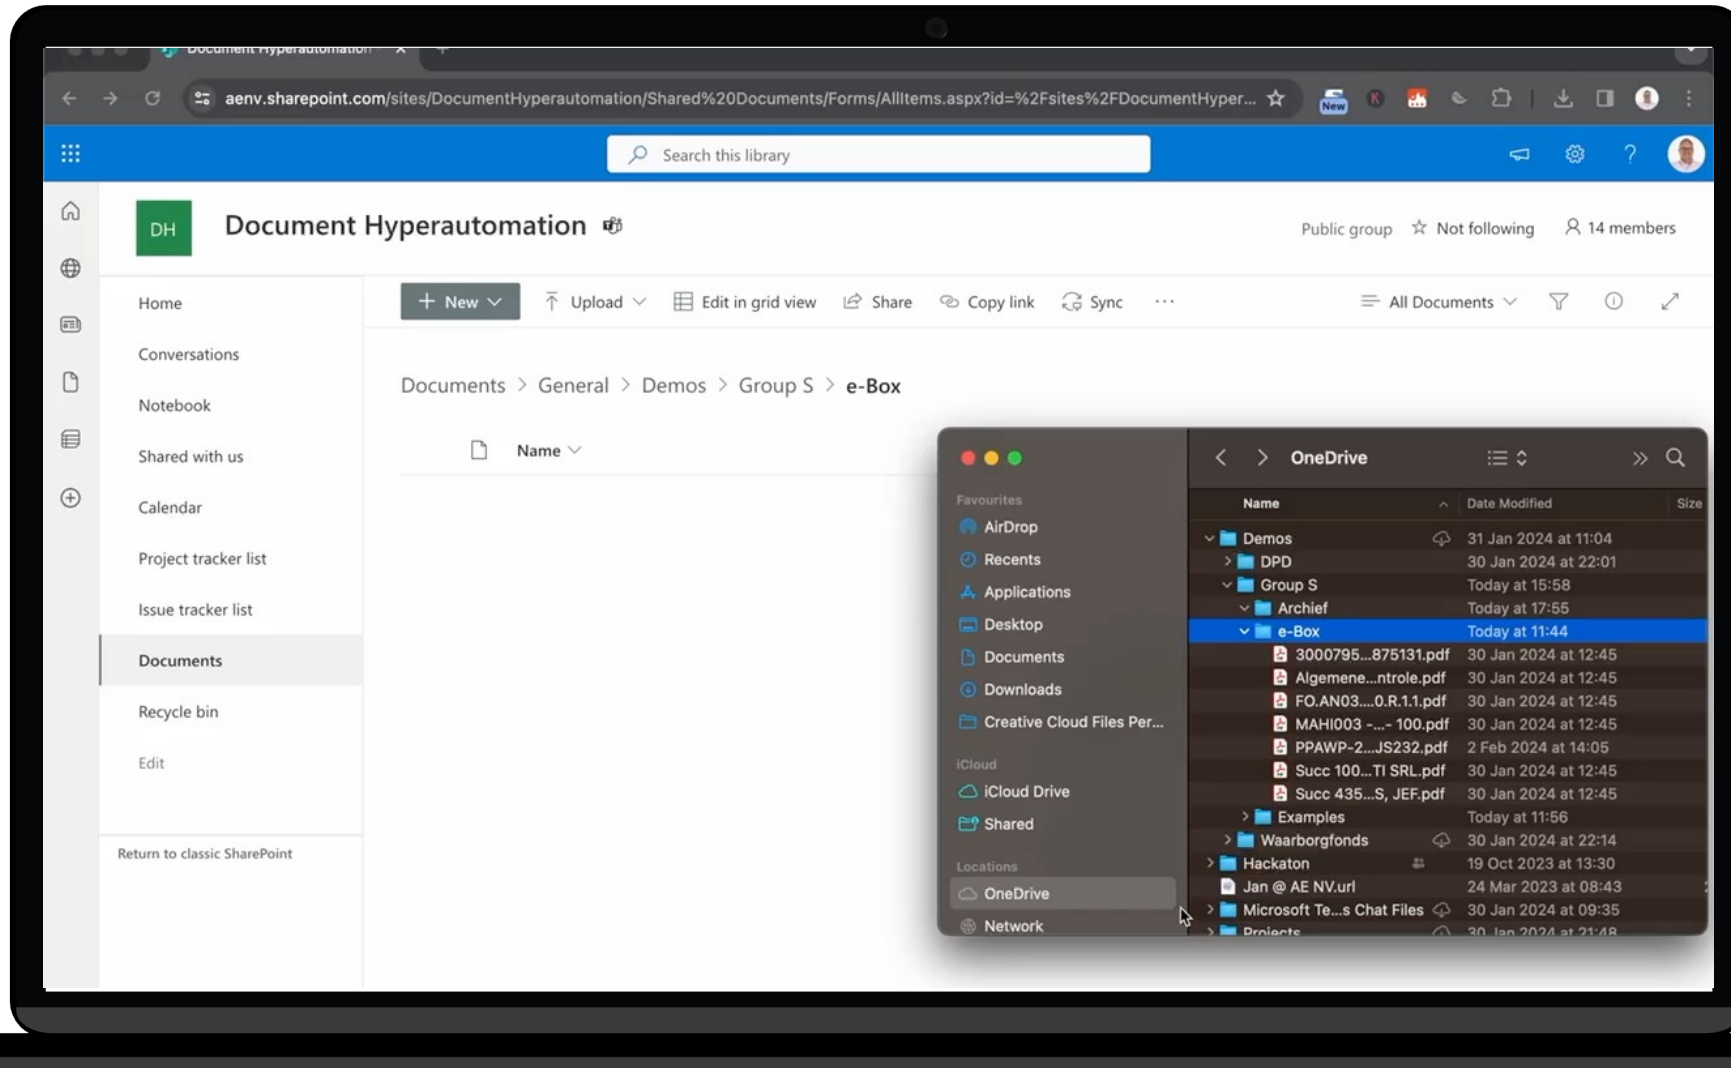 Document Hyperautomation
aenv.sharepoint.com/sites/DocumentHyperautomation/Shared%20Documents/Forms/AllItems.aspx?id=%2Fsites%2FDocumentHyper...
New
K
Search this library
?
DH
Document Hyperautomation
Public group
Not following
14 members
Home
Conversations
Notebook
Shared with us
Calendar
Project tracker list
Issue tracker list
Documents
Recycle bin
Edit
Return to classic SharePoint
+ New
Upload
Edit in grid view
Share
Copy link
Sync
...
All Documents
Documents > General > Demos > Group S > e-Box
Name
Favourites
AirDrop
Recents
Applications
Desktop
Documents
Downloads
Creative Cloud Files Per...
iCloud
iCloud Drive
Shared
Locations
OneDrive
Network
OneDrive
Name Date Modified Size
Demos 31 Jan 2024 at 11:04
DPD 30 Jan 2024 at 22:01
Group S Today at 15:58
Archief Today at 17:55
e-Box Today at 11:44
3000795...875131.pdf 30 Jan 2024 at 12:45
Algemene...ntrole.pdf 30 Jan 2024 at 12:45
FO.AN03....0.R.1.1.pdf 30 Jan 2024 at 12:45
MAHI003 -...- 100.pdf 30 Jan 2024 at 12:45
PPAWP-2...JS232.pdf 2 Feb 2024 at 14:05
Succ 100...TI SRL.pdf 30 Jan 2024 at 12:45
Succ 435...S, JEF.pdf 30 Jan 2024 at 12:45
Examples Today at 11:56
Waarborgfonds 30 Jan 2024 at 22:14
Hackaton 19 Oct 2023 at 13:30
Jan @ AE NV.url 24 Mar 2023 at 08:43
Microsoft Te...s Chat Files 30 Jan 2024 at 09:35
Projects 30 Jan 2024 at 21:48